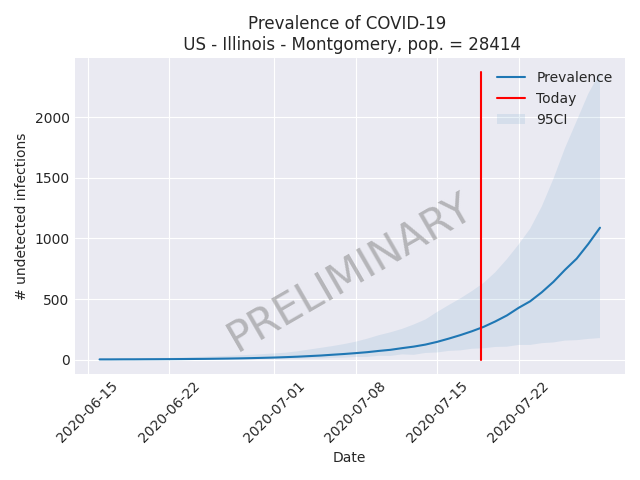 Prevalence of COVID-19
US - Illinois - Montgomery, pop. = 28414
Prevalence
Today
95CI
2000
1500
1000
500
0
# undetected infections
PRELIMINARY
2020-06-15
2020-06-22
2020-07-01
2020-07-08
2020-07-15
2020-07-22
Date